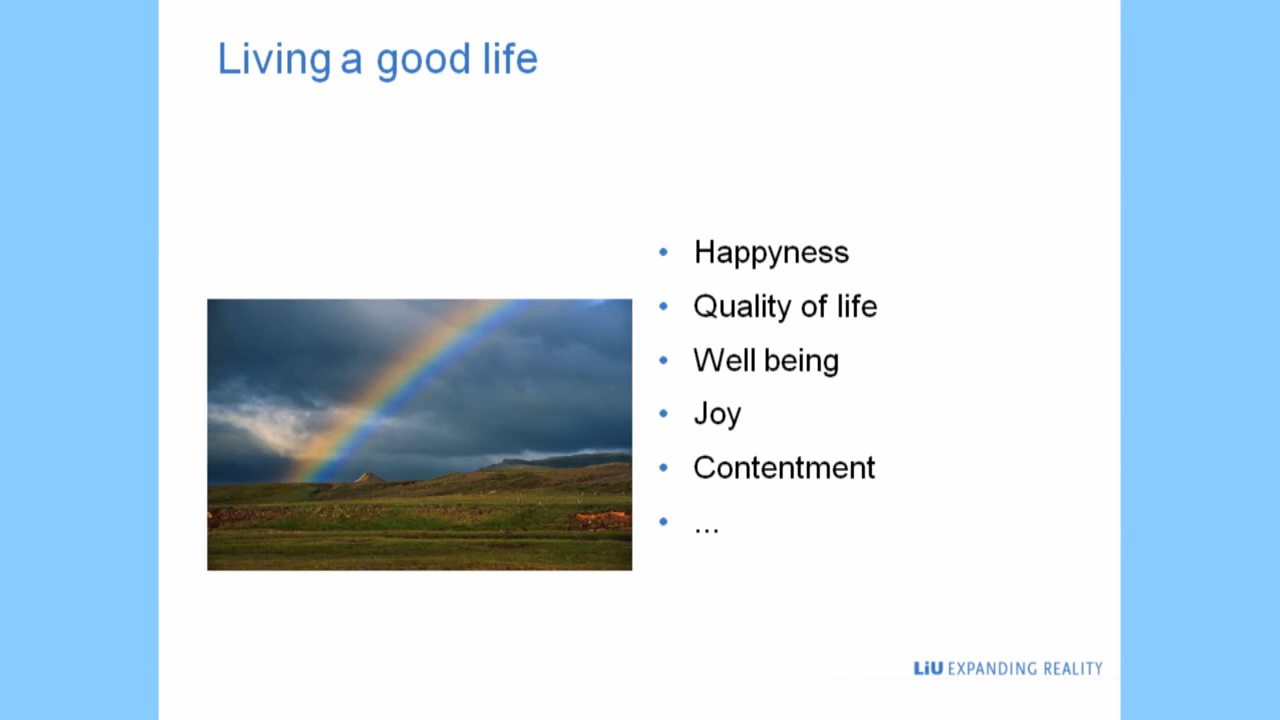 Living a good life
• Happyness
• Quality of life
• Well being
• Joy
• Contentment
• ...
LiU EXPANDING REALITY